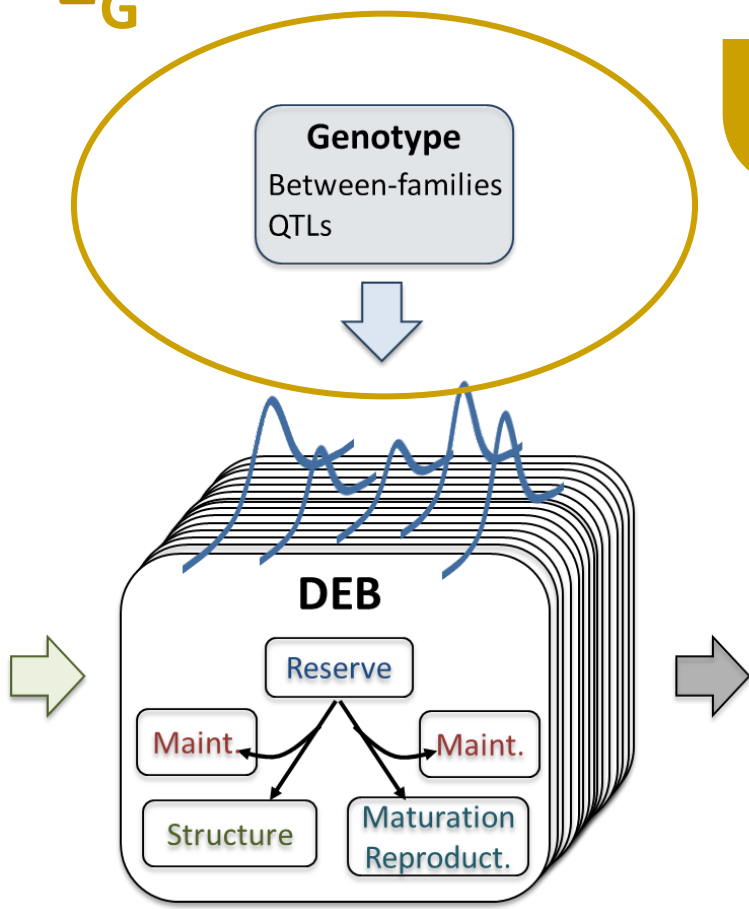 G
Genotype
Between-families
QTLs
DEB
Reserve
Maint.
Maint.
Structure
Maturation
Reproduct.